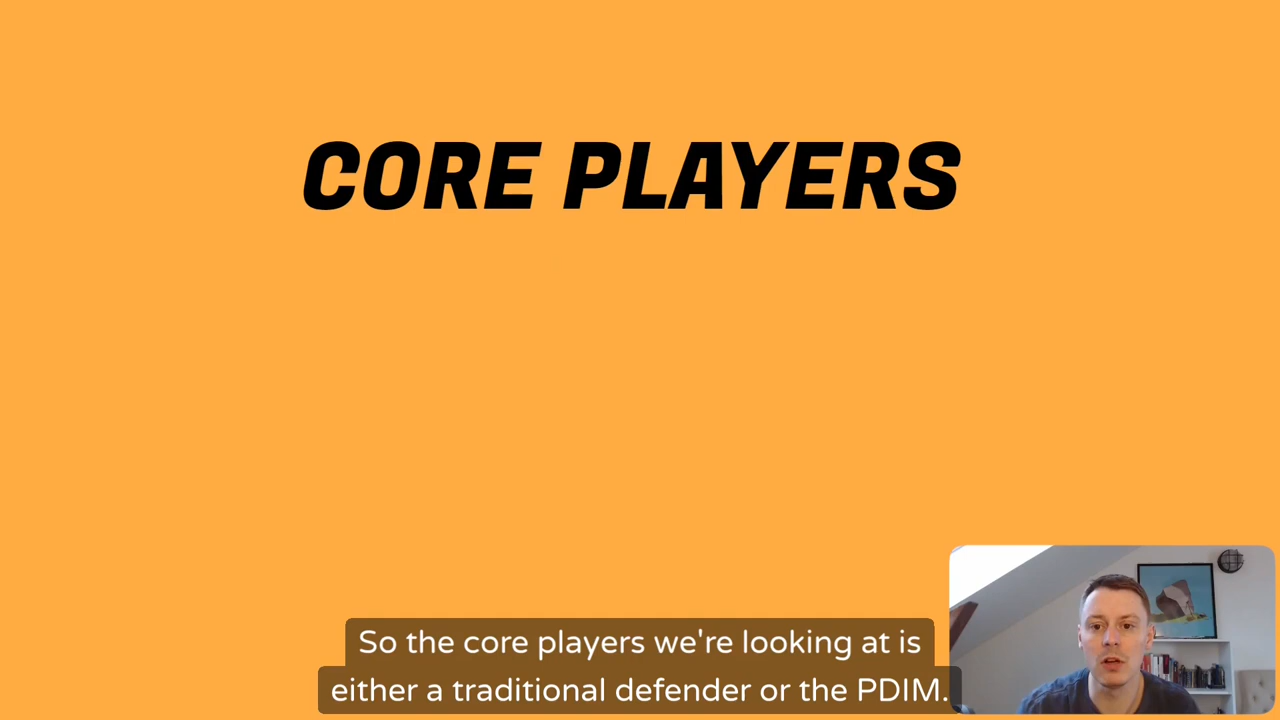 CORE PLAYERS
So the core players we're looking at is
either a traditional defender or the PDIM.